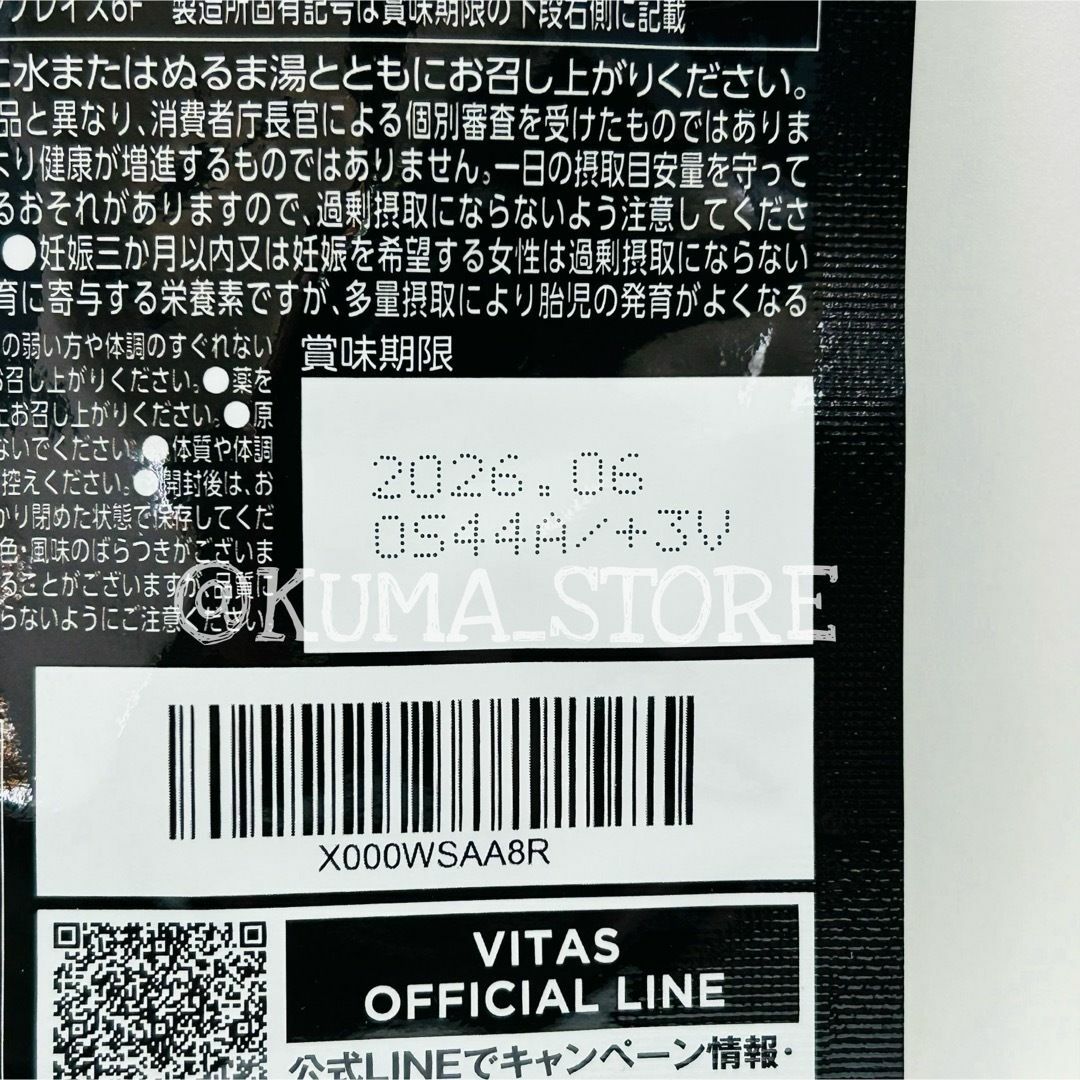 プレイス6F 製造所固有記号は賞味期限の下段右側に記載
に水またはぬるま湯とともにお召し上がりください。
品と異なり、消費者庁長官による個別審査を受けたものではありま
より健康が増進するものではありません。一日の摂取目安量を守って
るおそれがありますので、過剰摂取にならないよう注意してくださ
●妊娠三か月以内又は妊娠を希望する女性は過剰摂取にならない
育に寄与する栄養素ですが、多量摂取により胎児の発育がよくなる
の弱い方や体調のすぐれない
お召し上がりください。●薬を
上お召し上がりください。●原
ないでください。●体質や体調
控えください。●開封後は、お
かり閉めた状態で保存してくだ
色・風味のばらつきがございま
ることがございますが、品質に
らないようにご注意ください。
賞味期限
2026.06
0544A/+3V
@KUMA_STORE
X000WSAA8R
VITAS
OFFICIAL LINE
公式LINEでキャンペーン情報・